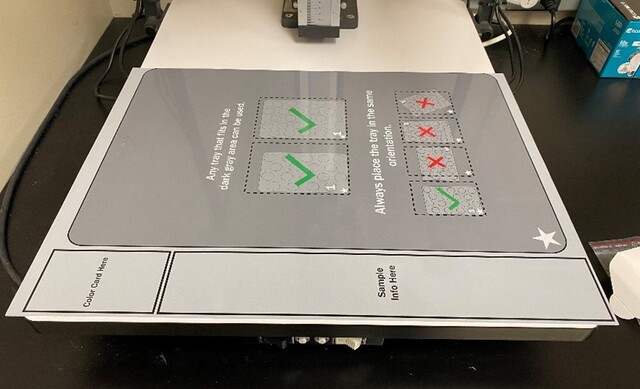 Any tray that fits in the
dark gray area can be used.
Always place the tray in the same
orientation.
Color Card Here
Sample
Info Here